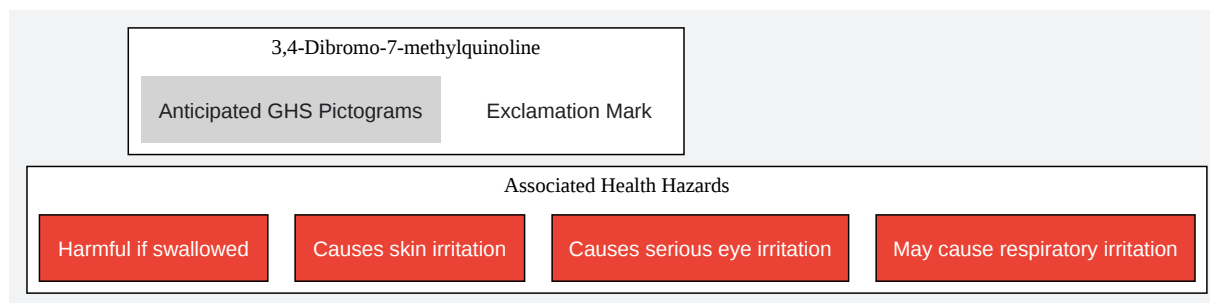 3,4-Dibromo-7-methylquinoline
Anticipated GHS Pictograms
Exclamation Mark
Associated Health Hazards
Harmful if swallowed
Causes skin irritation
Causes serious eye irritation
May cause respiratory irritation